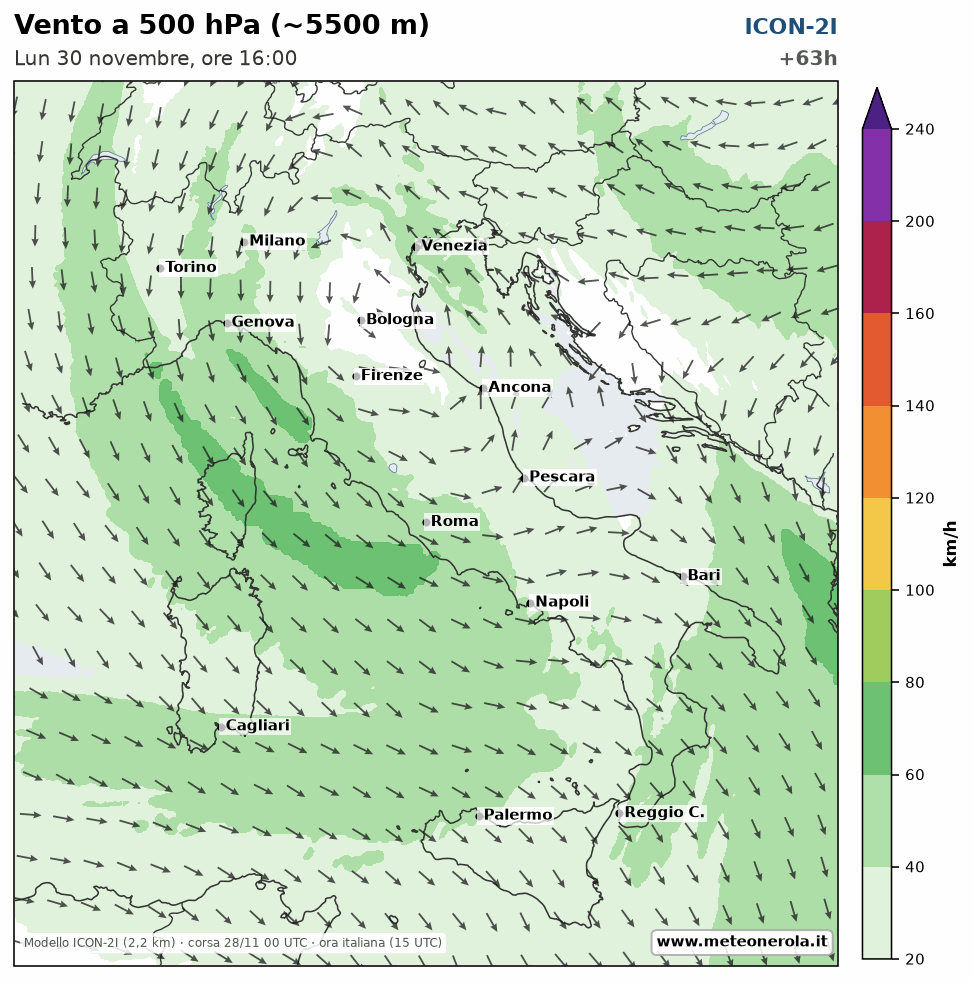 Vento a 500 hPa (~5500 m)
ICON-2I
Lun 30 novembre, ore 16:00
+63h
Milano
Venezia
Torino
Genova
Bologna
Firenze
Ancona
Pescara
Roma
Bari
Napoli
Cagliari
Palermo
Reggio C.
Modello ICON-2I (2,2 km) · corsa 28/11 00 UTC · ora italiana (15 UTC)
www.meteonerola.it
240
200
160
140
120
100
80
60
40
20
km/h